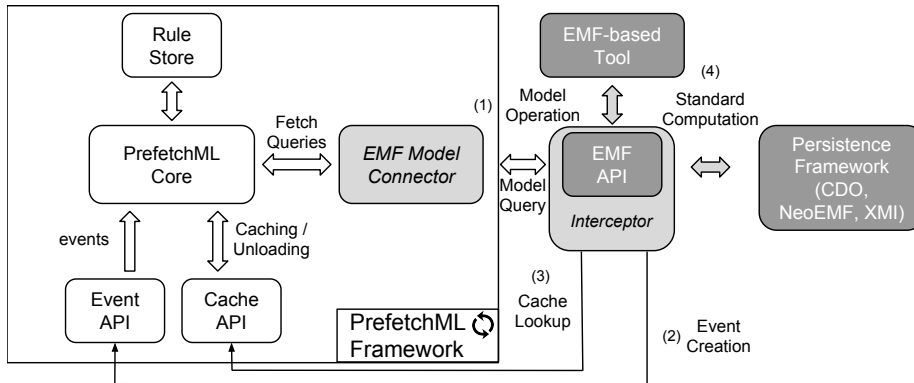 Rule
Store
EMF-based
Tool
(4)
(1)
Model
Operation
Standard
Computation
Fetch
Queries
PrefetchML
Core
EMF Model
Connector
EMF
API
Model
Query
Interceptor
Persistence
Framework
(CDO,
NeoEMF, XMI)
events
Caching /
Unloading
Event
API
Cache
API
(3)
Cache
Lookup
PrefetchML
Framework
(2) Event
Creation